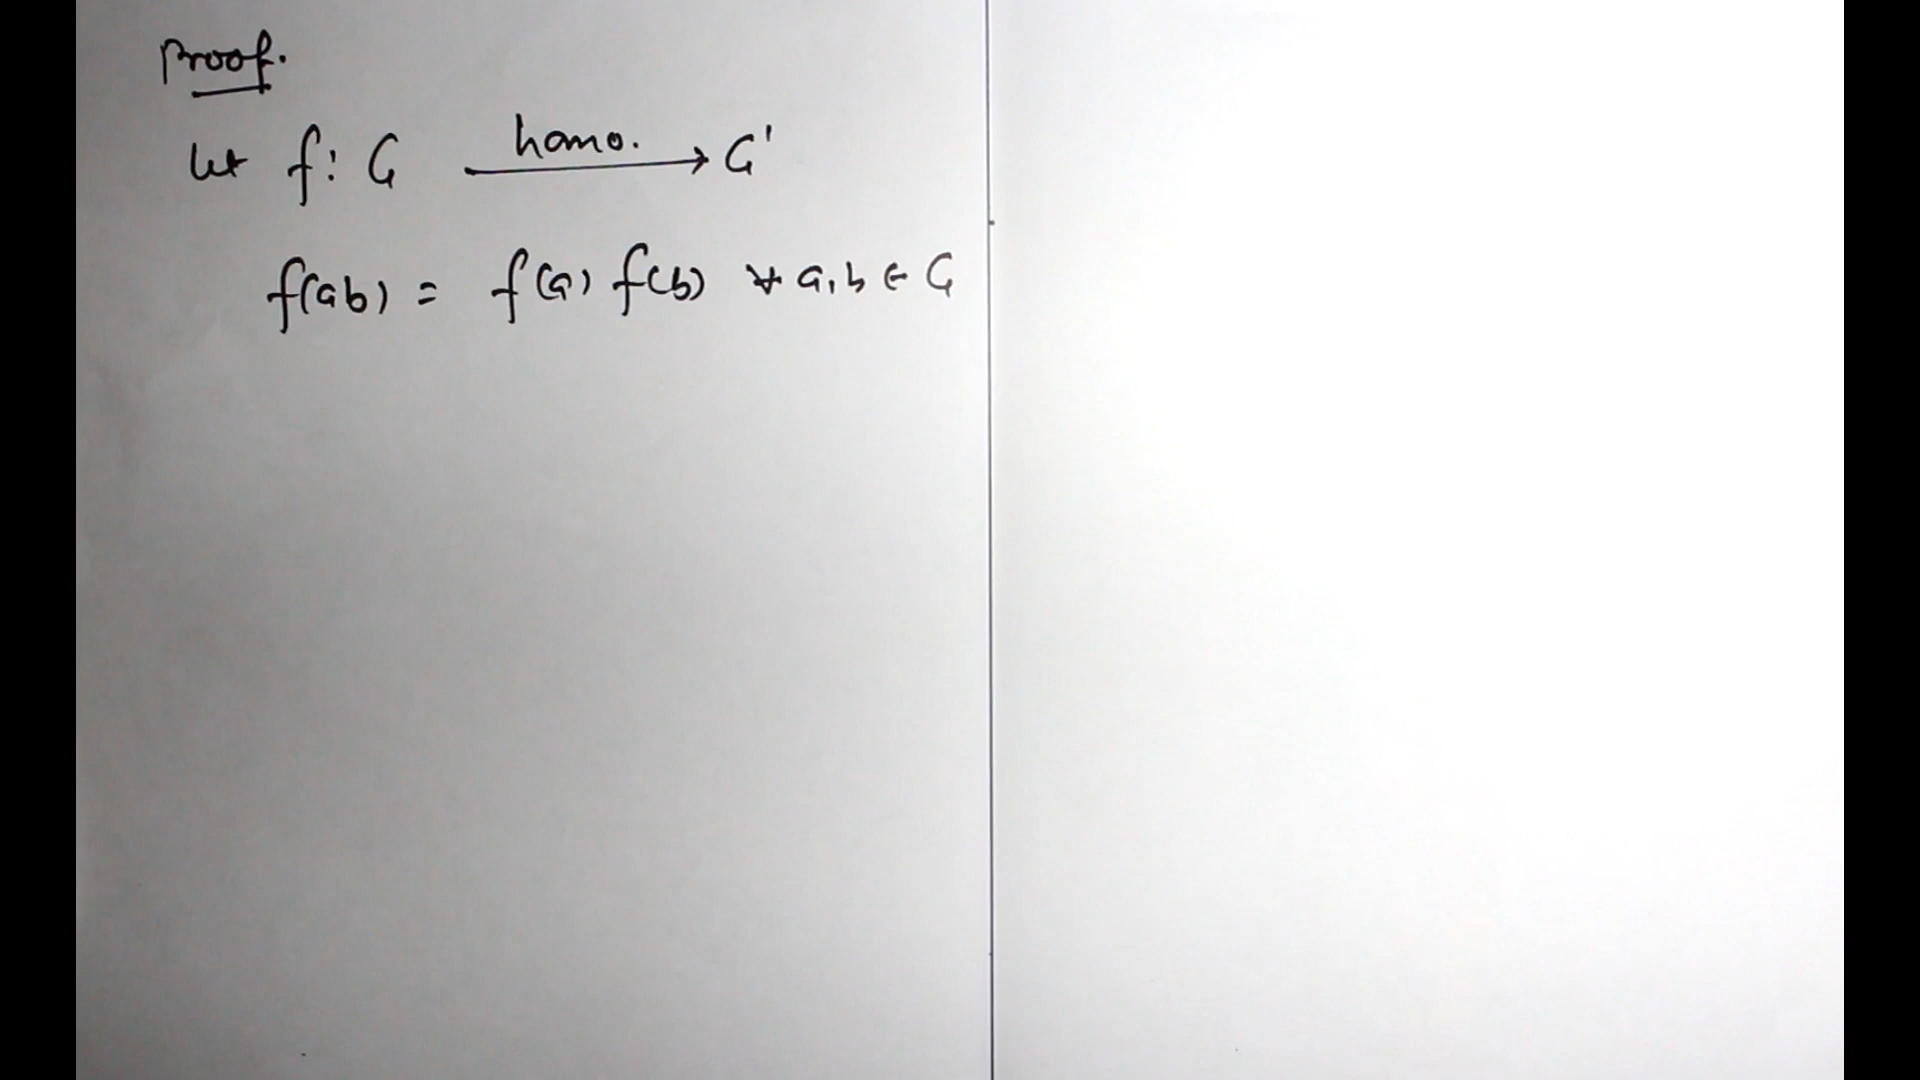 Proof.
let f: G homo. → G'
f(ab) = f(a) f(b) ∀ a, b ∈ G